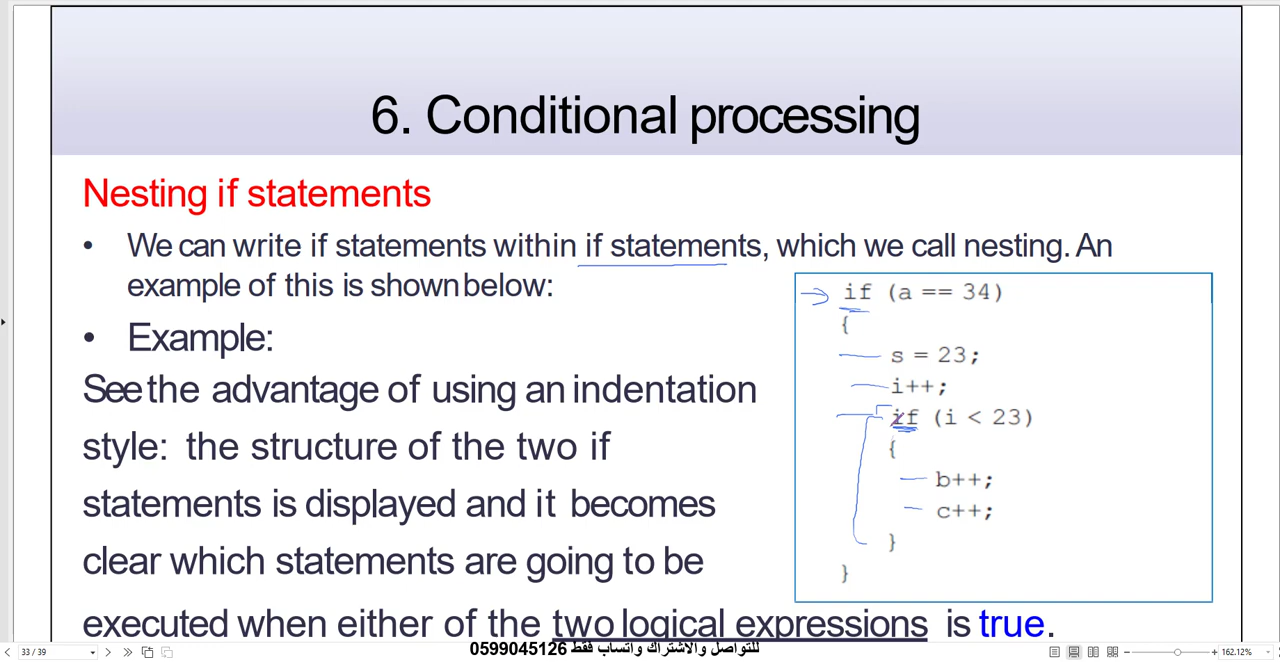 6. Conditional processing
Nesting if statements
• We can write if statements within if statements, which we call nesting. An
example of this is shown below:
• Example:
See the advantage of using an indentation
style: the structure of the two if
statements is displayed and it becomes
clear which statements are going to be
executed when either of the two logical expressions is true.
if (a == 34)
{
s = 23;
i++;
if (i < 23)
{
b++;
c++;
}
}
للتواصل والاشتراك واتساب فقط 0599045126
33 / 39
162.12%